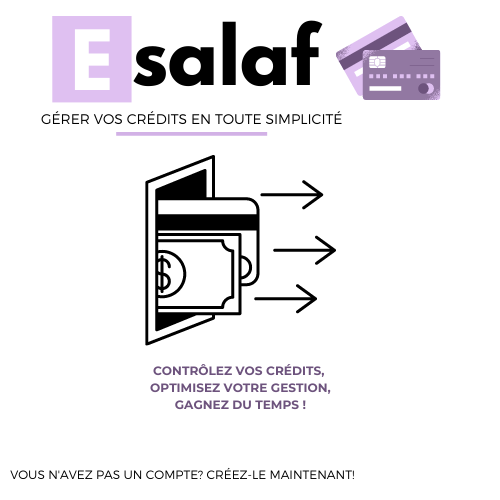 Esalaf
GÉRER VOS CRÉDITS EN TOUTE SIMPLICITÉ
$
CONTRÔLEZ VOS CRÉDITS,
OPTIMISEZ VOTRE GESTION,
GAGNEZ DU TEMPS !
VOUS N'AVEZ PAS UN COMPTE? CRÉEZ-LE MAINTENANT!